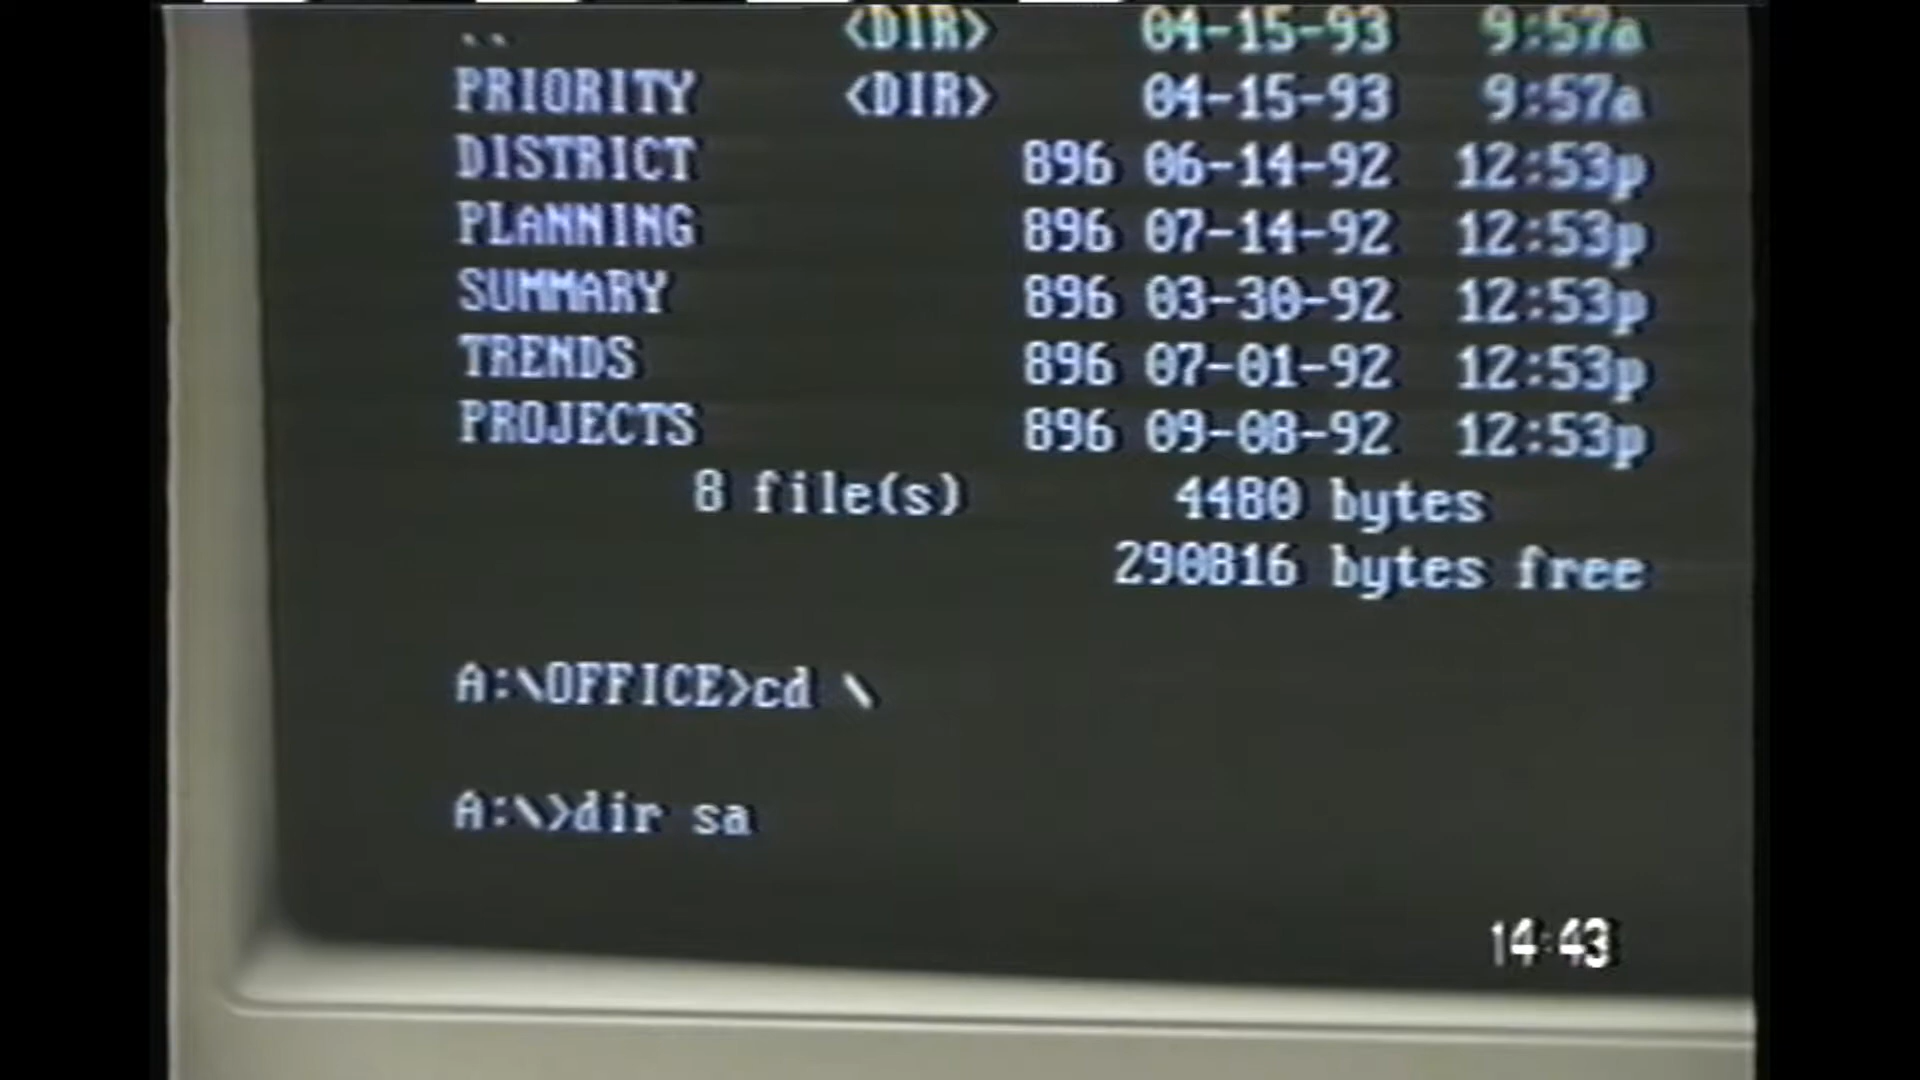 .. <DIR> 04-15-93 9:57a
PRIORITY <DIR> 04-15-93 9:57a
DISTRICT 896 06-14-92 12:53p
PLANNING 896 07-14-92 12:53p
SUMMARY 896 03-30-92 12:53p
TRENDS 896 07-01-92 12:53p
PROJECTS 896 09-08-92 12:53p
8 file(s) 4480 bytes
290816 bytes free
A:\OFFICE>cd \
A:\>dir sa
14:43